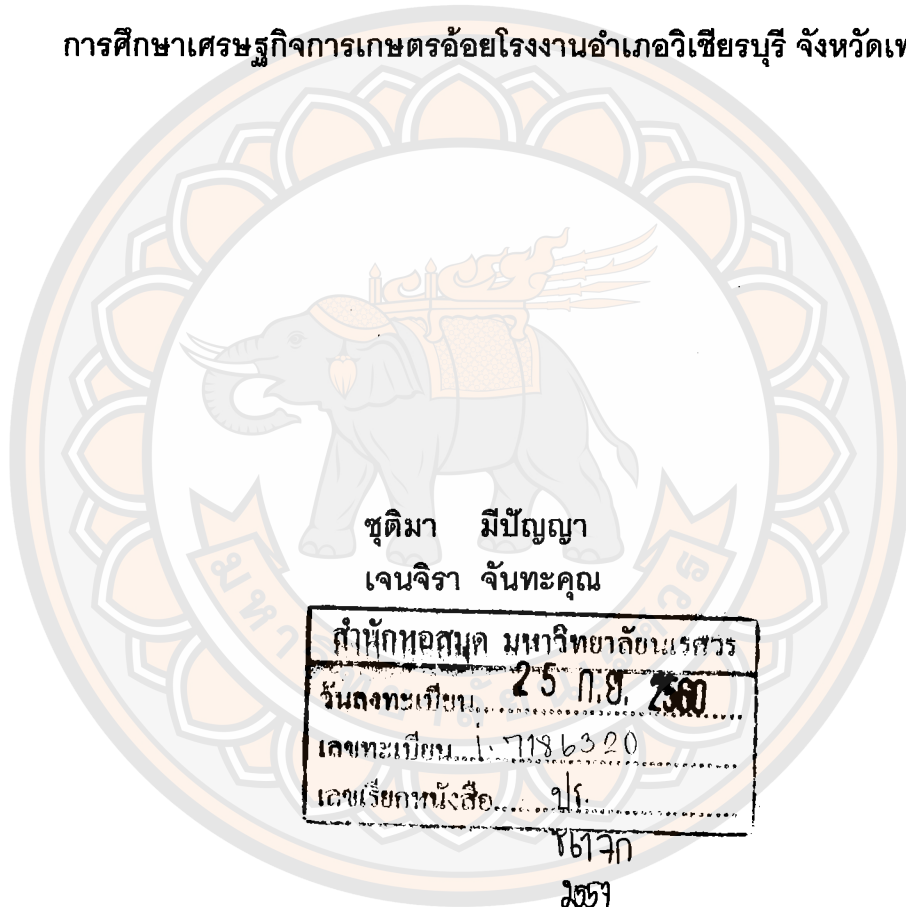 การศึกษาเศรษฐกิจการเกษตรอ้อยโรงงานอำเภอวิเชียรบุรี จังหวัดเพ
ชุติมา มีปัญญา
เจนจิรา จันทะคุณ
สำนักหอสมุด มหาวิทยาลัยนเรศวร
วันลงทะเบียน 25 ก.ย. 2560
เลขทะเบียน 7186320
เลขเรียกหนังสือ ปร.
2557